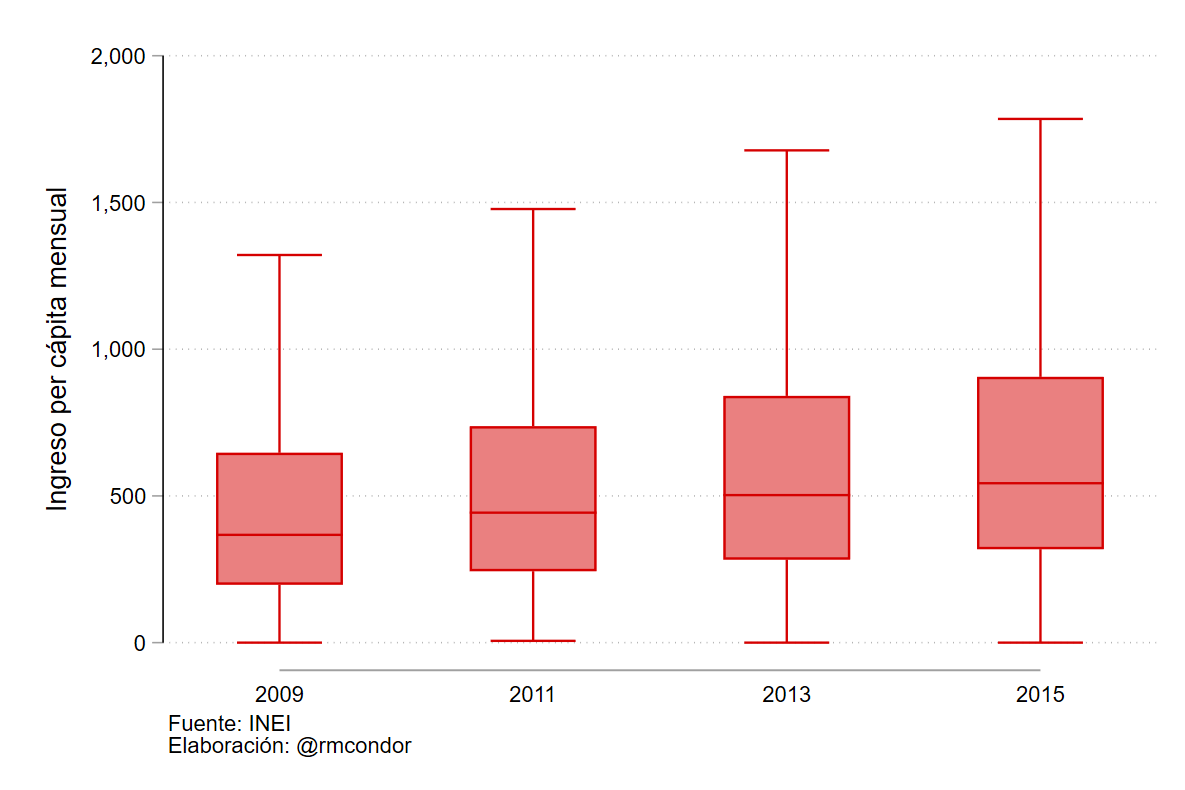 2,000
1,500
1,000
500
0
Ingreso per cápita mensual
2009 2011 2013 2015
Fuente: INEI
Elaboración: @rmcondor